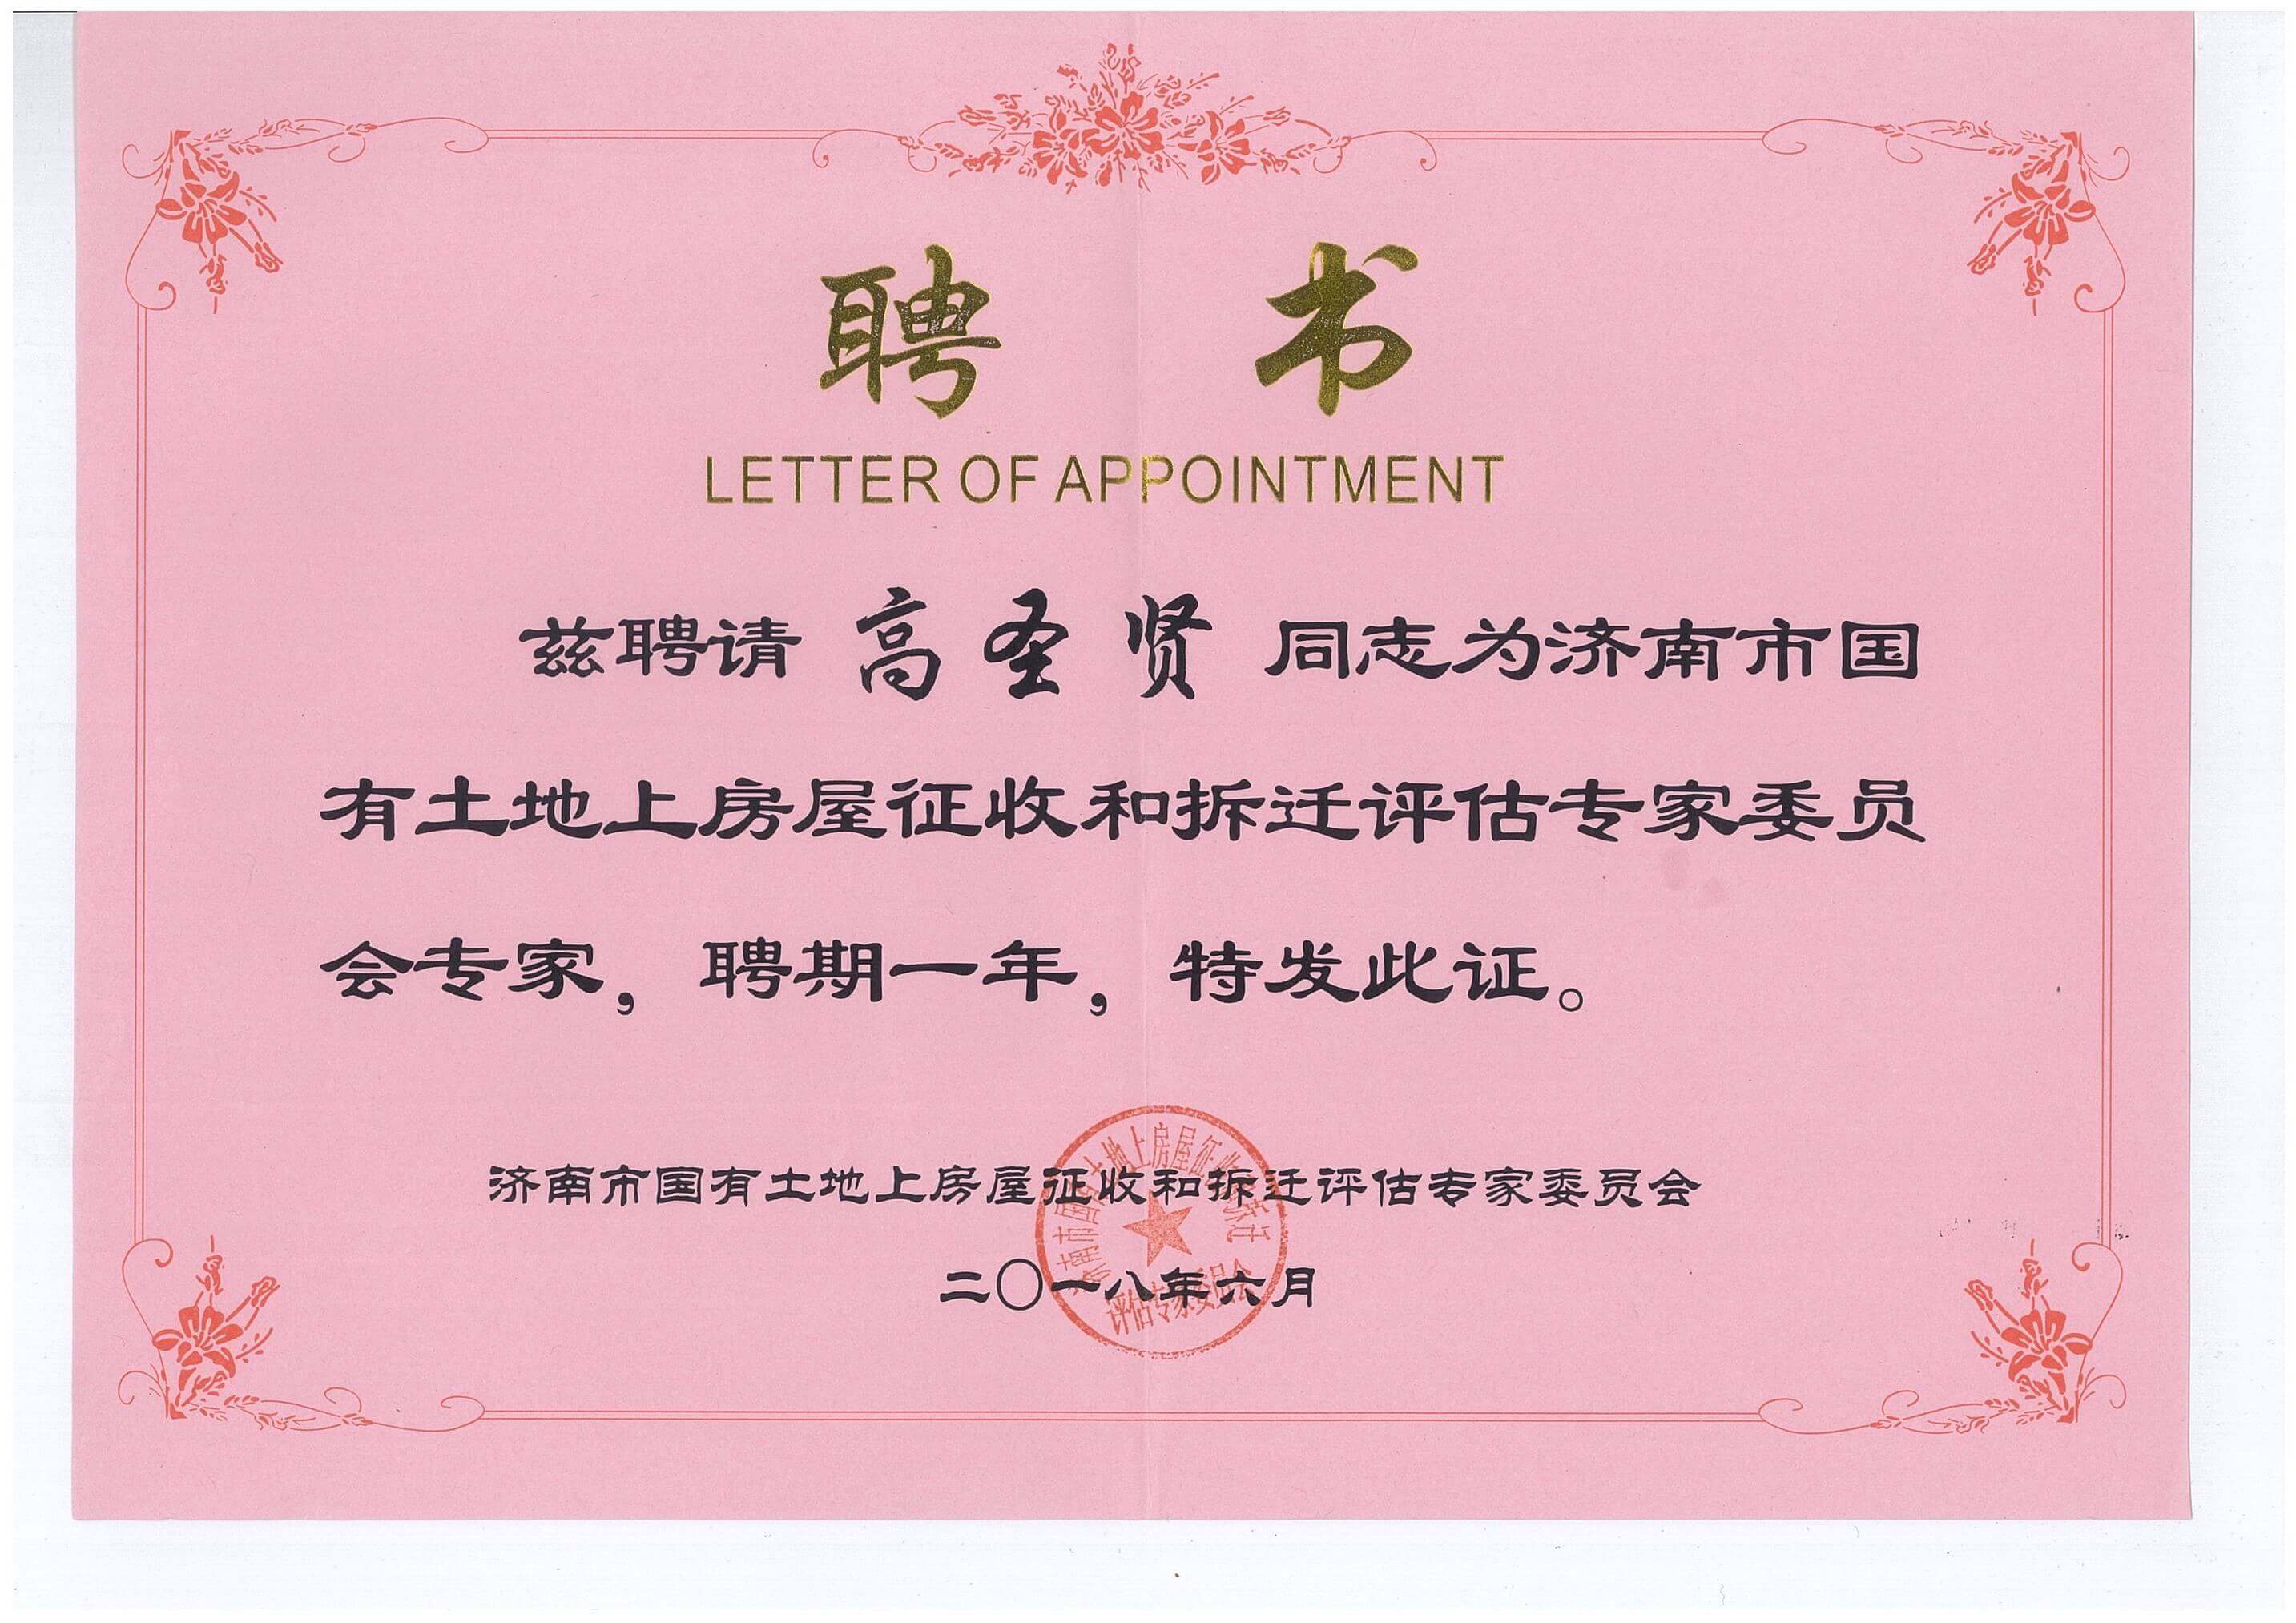 聘 书
LETTER OF APPOINTMENT
兹聘请 高圣贤 同志为济南市国
有土地上房屋征收和拆迁评估专家委员
会专家，聘期一年，特发此证。
济南市国有土地上房屋征收和拆迁评估专家委员会
二〇一八年六月
济南市国有土地上房屋征收和拆迁
评估专家委员会